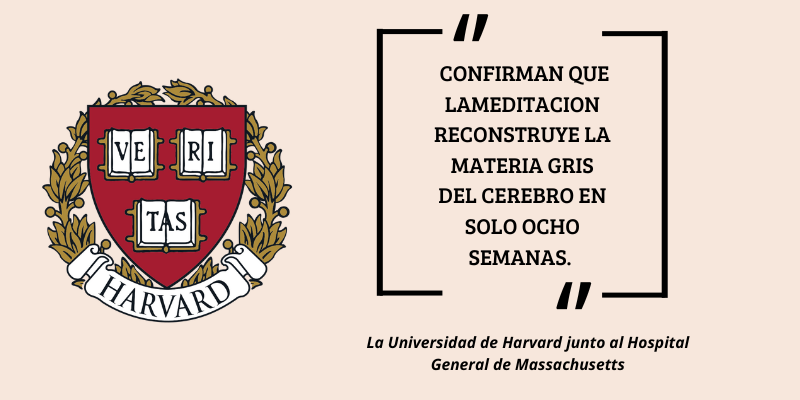 VE RI
TAS
HARVARD
"
CONFIRMAN QUE
LAMEDITACION
RECONSTRUYE LA
MATERIA GRIS
DEL CEREBRO EN
SOLO OCHO
SEMANAS.
"
La Universidad de Harvard junto al Hospital
General de Massachusetts